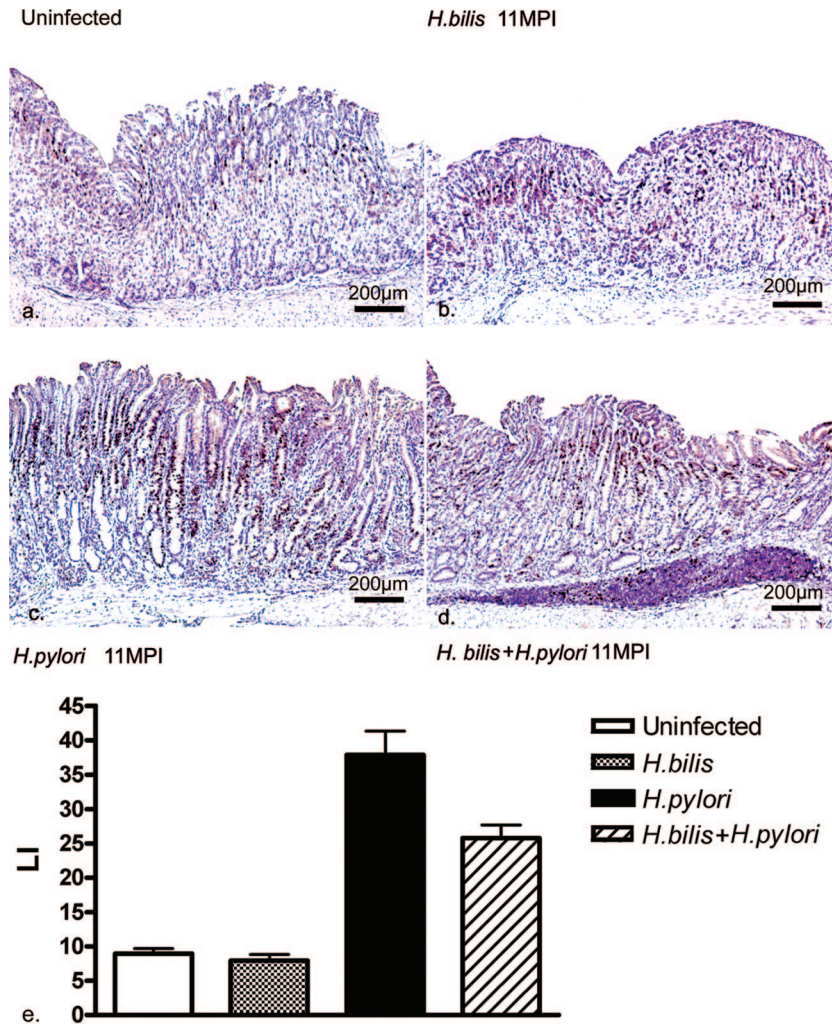 Uninfected
H.bilis 11MPI
200µm
a.
200µm
b.
200µm
c.
200µm
d.
H.pylori 11MPI
H. bilis+H.pylori 11MPI
45
40
35
30
25
20
15
10
5
0
LI
Uninfected
H.bilis
H.pylori
H.bilis+H.pylori
e.